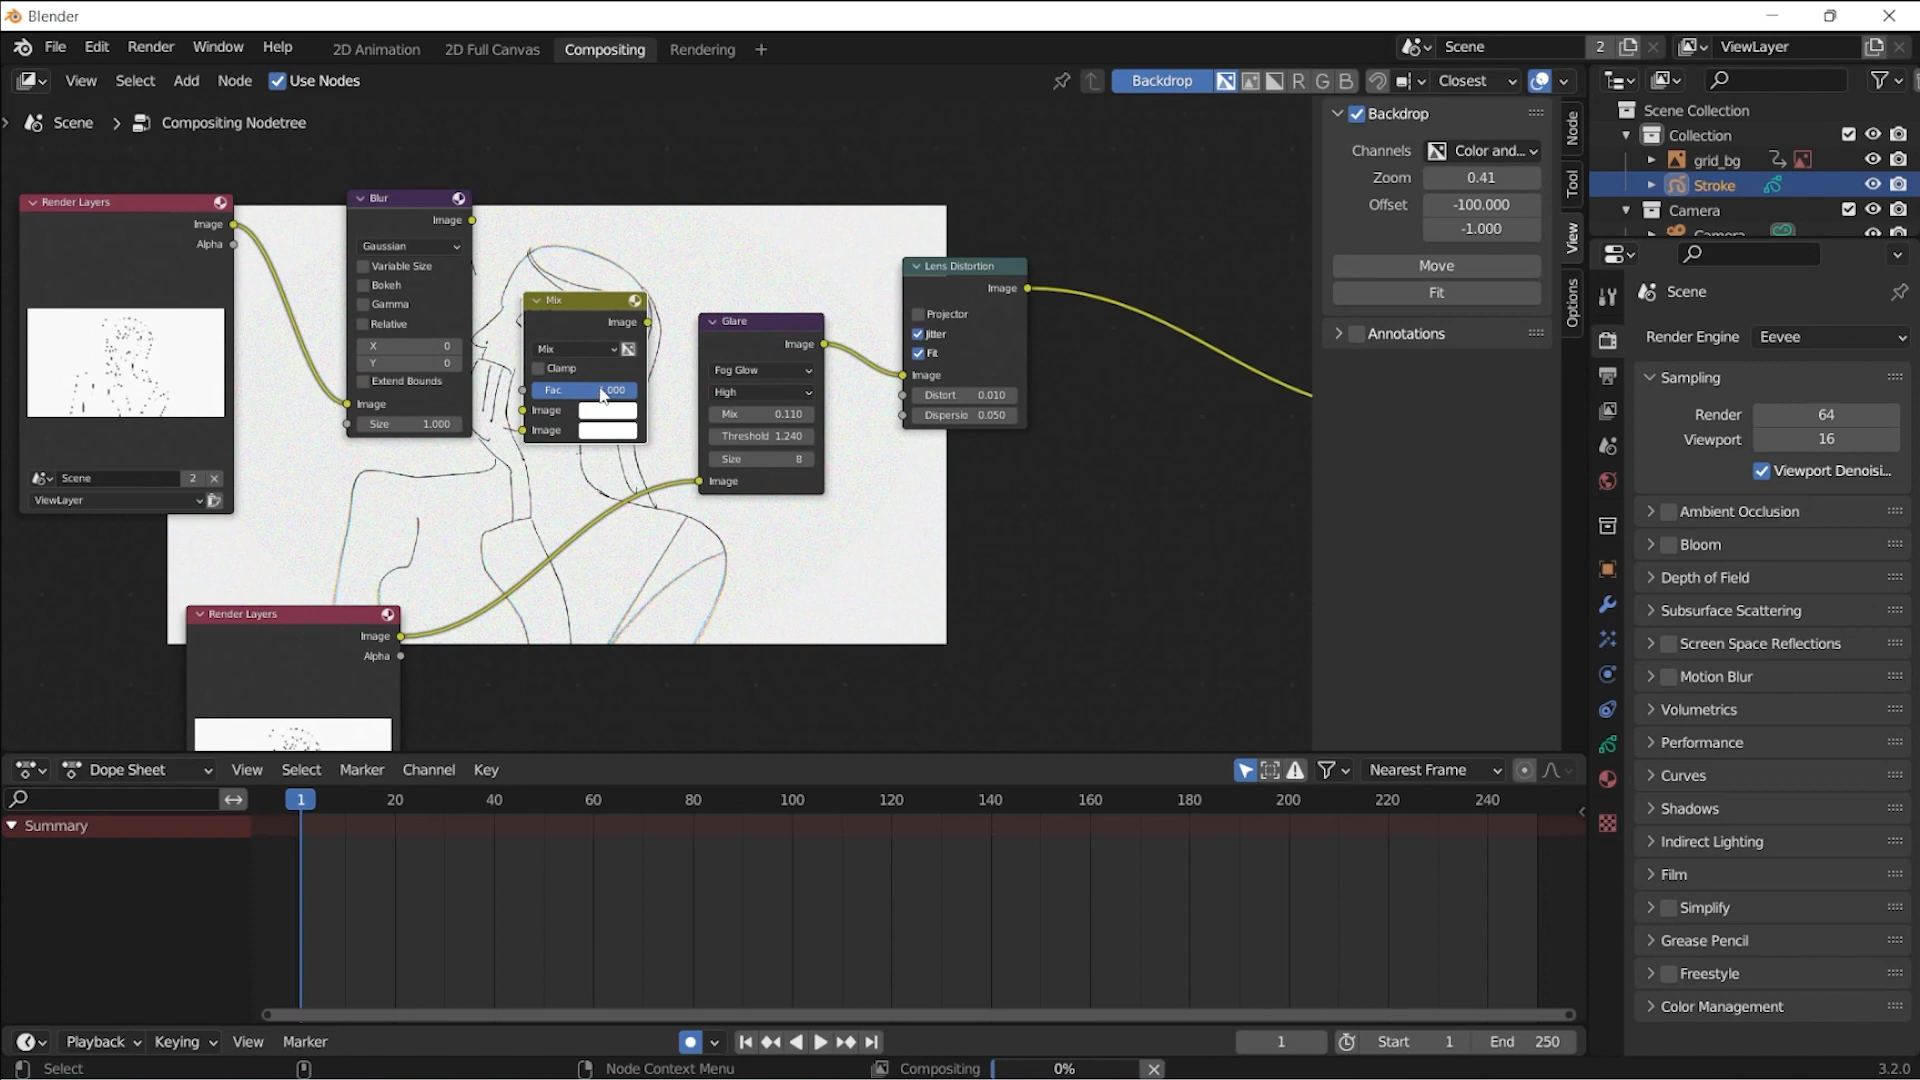 Blender
File Edit Render Window Help 2D Animation 2D Full Canvas Compositing Rendering + Scene 2 ViewLayer
View Select Add Node Use Nodes Backdrop R G B Closest
Scene > Compositing Nodetree
Backdrop
Channels Color and...
Zoom 0.41
Offset -100.000
-1.000
Move
Fit
Annotations
Node
Tool
View
Options
Render Layers
Image
Alpha
Scene 2
ViewLayer
Blur
Image
Gaussian
Variable Size
Bokeh
Gamma
Relative
X 0
Y 0
Extend Bounds
Image
Size 1.000
Mix
Image
Mix
Clamp
Fac 1.000
Image
Image
Glare
Image
Fog Glow
High
Mix 0.110
Threshold 1.240
Size 8
Image
Lens Distortion
Image
Projector
Jitter
Fit
Image
Distort 0.010
Dispersio 0.050
Render Layers
Image
Alpha
Scene Collection
Collection
grid_bg
Stroke
Camera
Camera
Scene
Render Engine Eevee
Sampling
Render 64
Viewport 16
Viewport Denoisi...
Ambient Occlusion
Bloom
Depth of Field
Subsurface Scattering
Screen Space Reflections
Motion Blur
Volumetrics
Performance
Curves
Shadows
Indirect Lighting
Film
Simplify
Grease Pencil
Freestyle
Color Management
Dope Sheet View Select Marker Channel Key Nearest Frame
1 20 40 60 80 100 120 140 160 180 200 220 240
Summary
Playback Keying View Marker 1 Start 1 End 250
Select Node Context Menu Compositing 0% 3.2.0